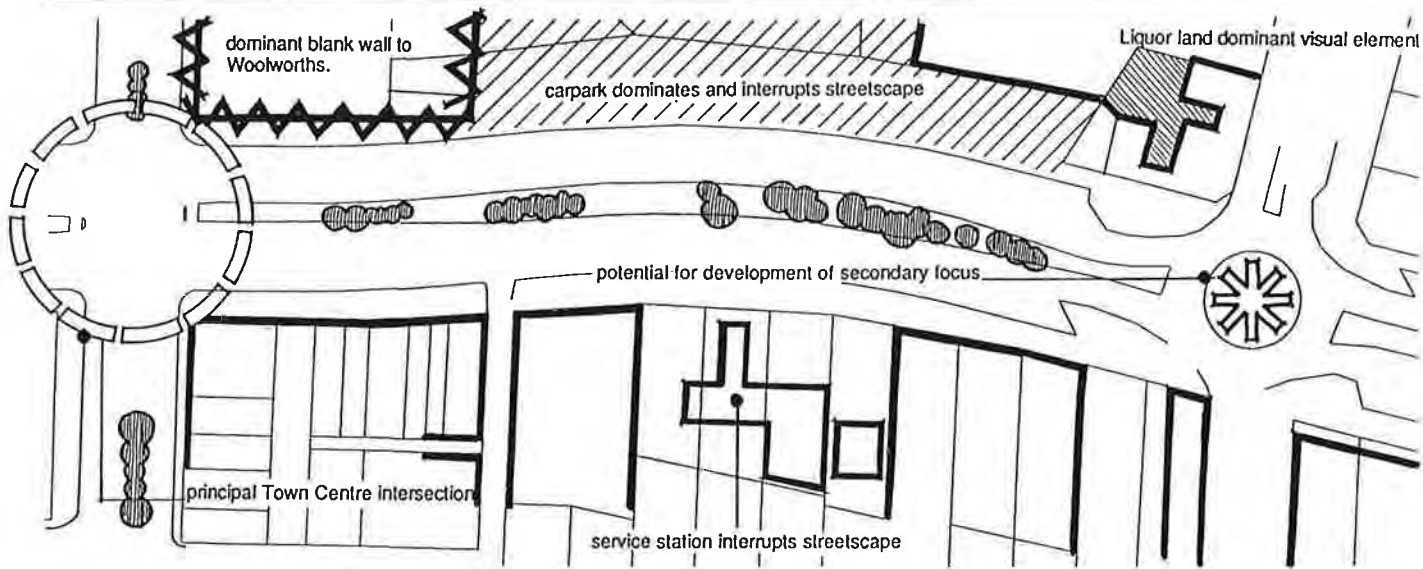 dominant blank wall to
Woolworths.
Liquor land dominant visual element
carpark dominates and interrupts streetscape
potential for development of secondary focus
principal Town Centre intersection
service station interrupts streetscape